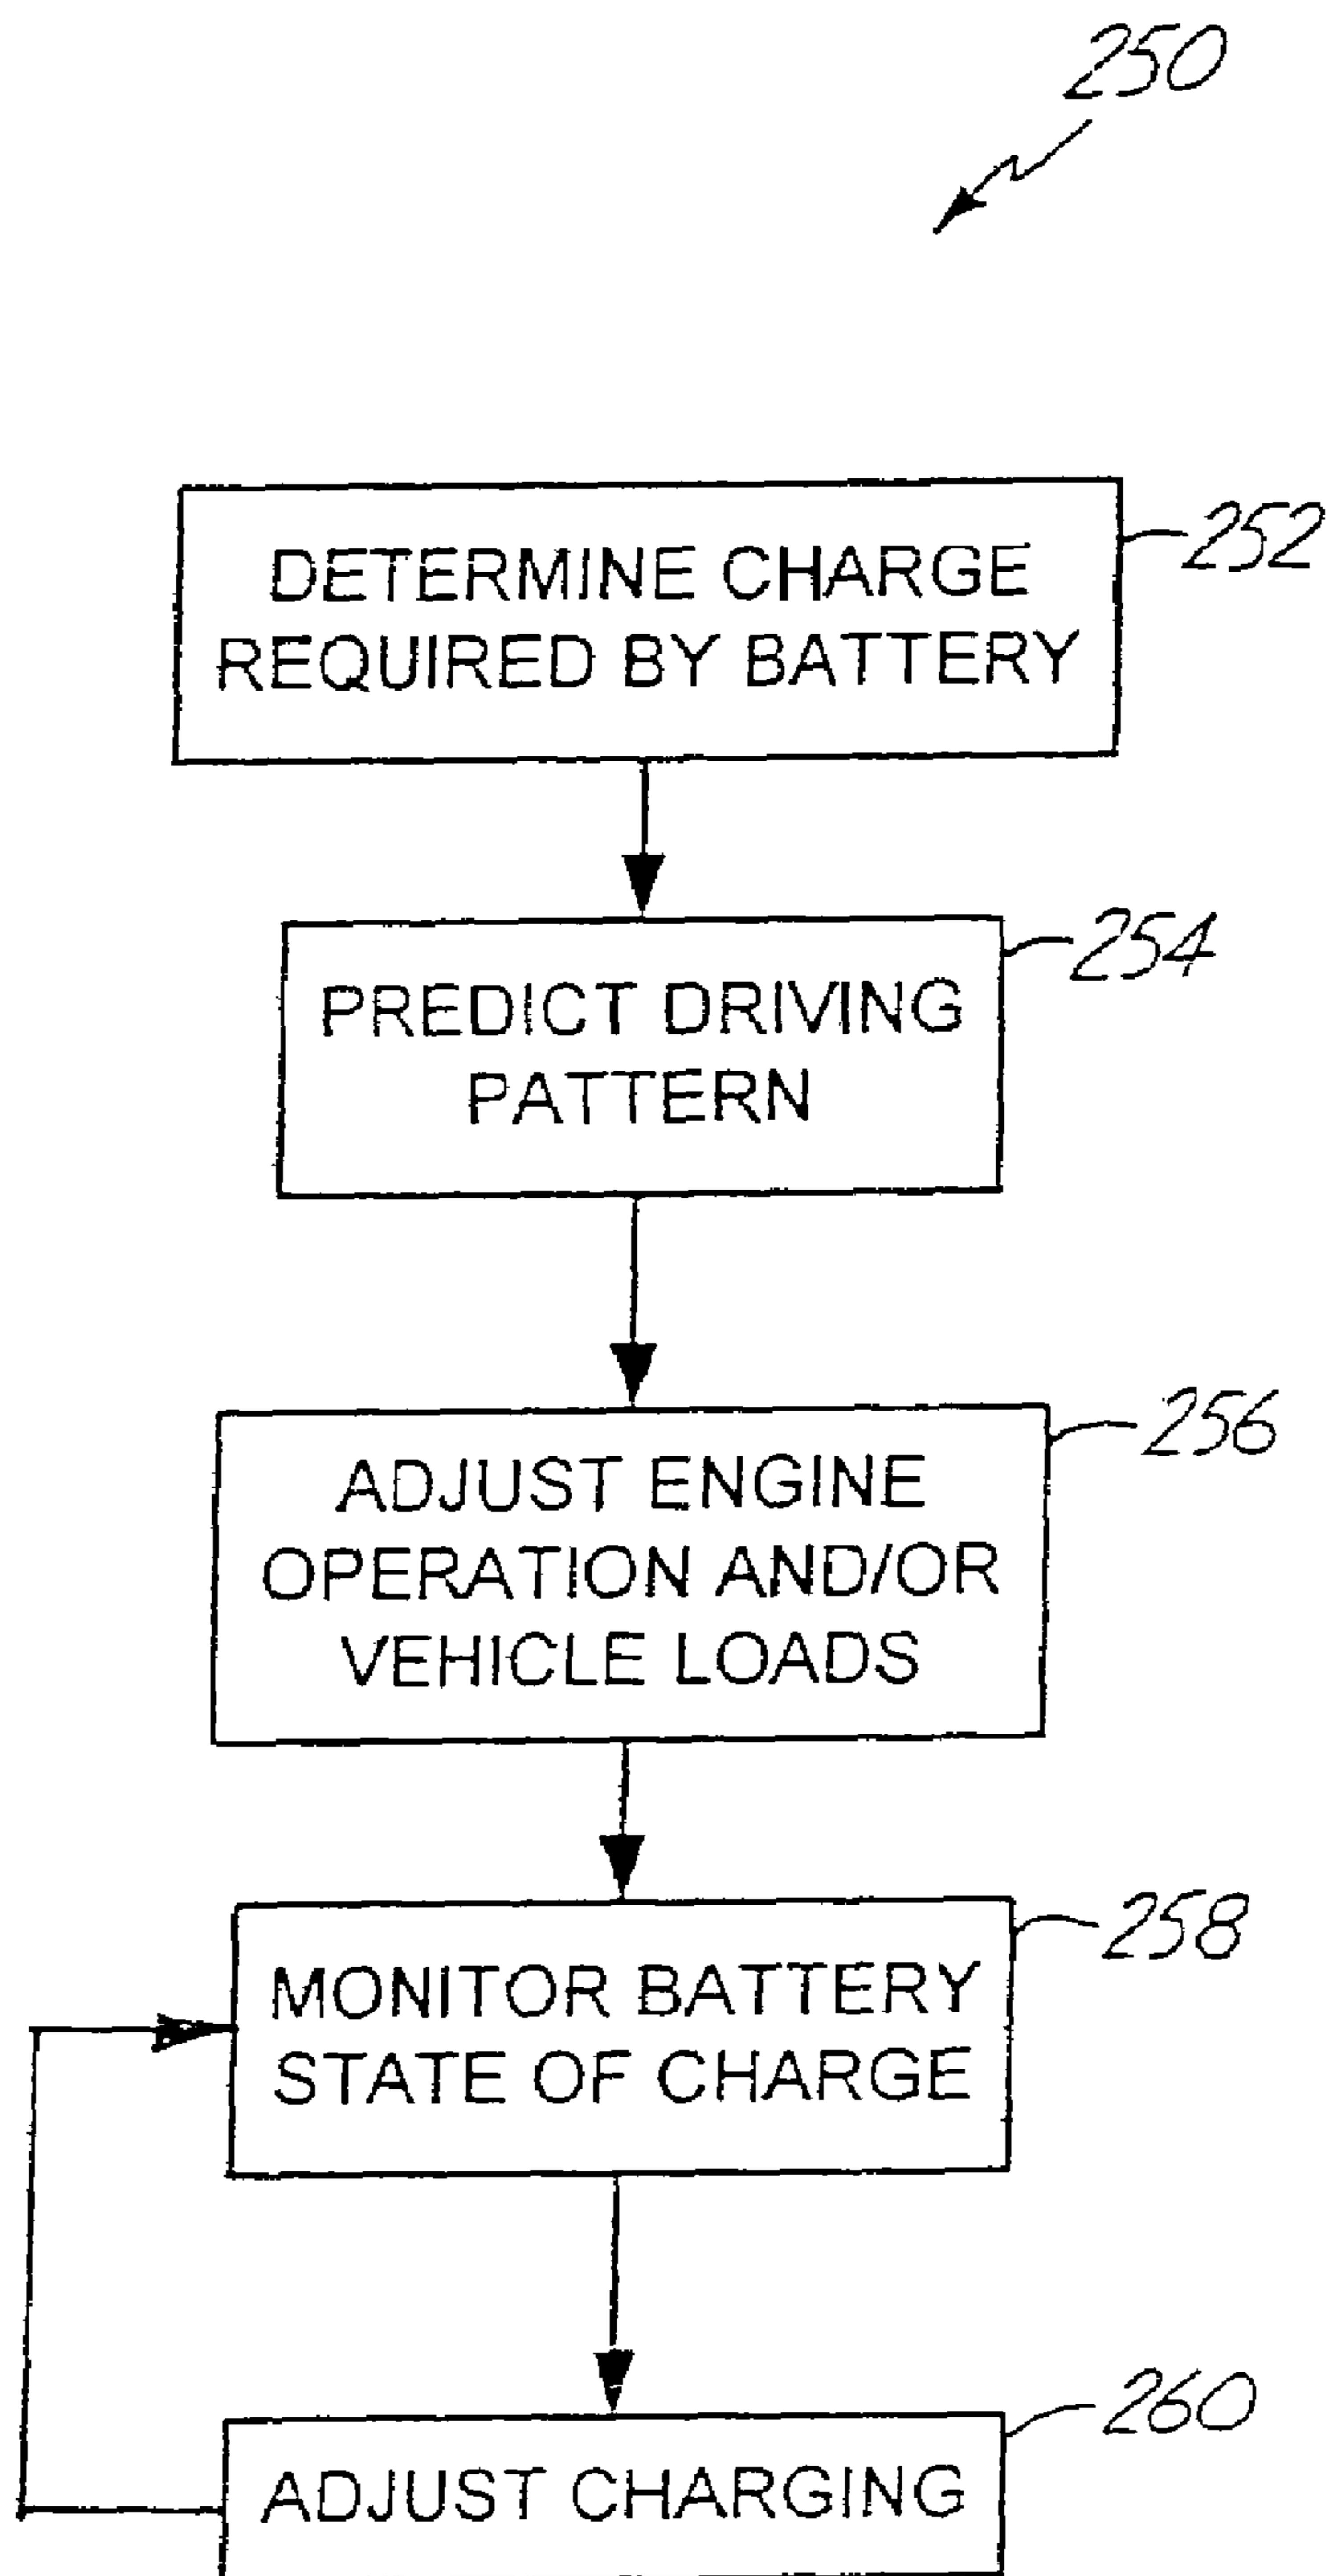 250
DETERMINE CHARGE
REQUIRED BY BATTERY
252
PREDICT DRIVING
PATTERN
254
ADJUST ENGINE
OPERATION AND/OR
VEHICLE LOADS
256
MONITOR BATTERY
STATE OF CHARGE
258
ADJUST CHARGING
260